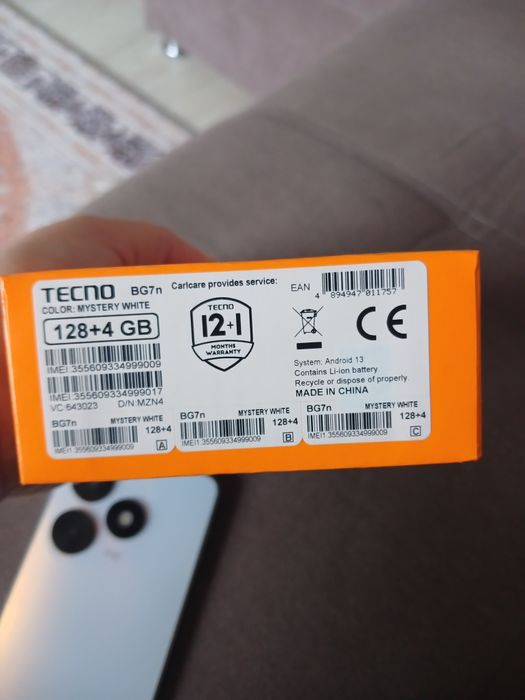 TECNO BG7n
COLOR: MYSTERY WHITE
128+4 GB
IMEI:355609334999009
IMEI:355609334999017
VC:643023 D/N:MZN4
Carlcare provides service:
TECNO
12+1
MONTHS
WARRANTY
EAN
4 894947 011757
CE
System: Android 13
Contains Li-ion battery
Recycle or dispose of properly.
MADE IN CHINA
BG7n MYSTERY WHITE
128+4
IMEI1:355609334999009 A
BG7n MYSTERY WHITE
128+4
IMEI1:355609334999009 B
BG7n MYSTERY WHITE
128+4
IMEI1:355609334999009 C